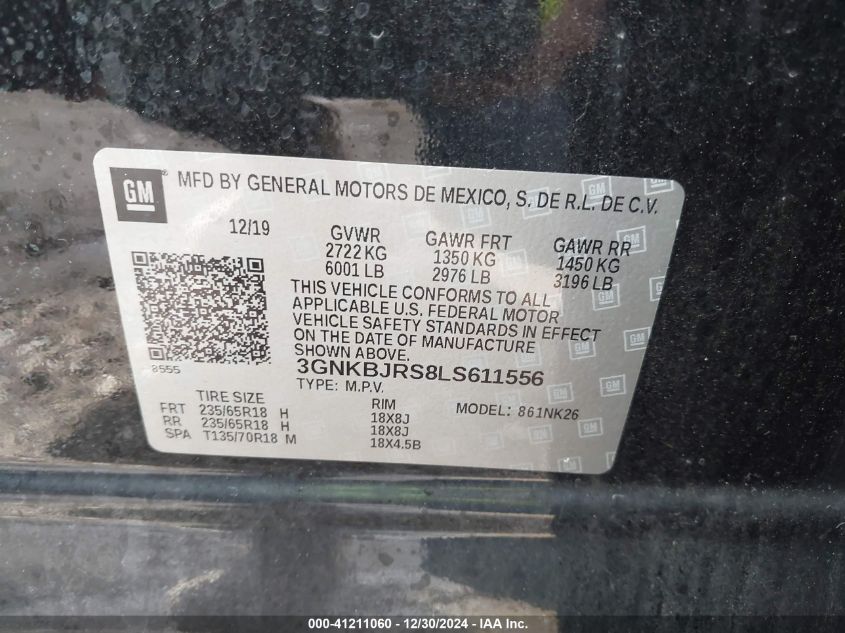 GM
MFD BY GENERAL MOTORS DE MEXICO, S. DE R.L. DE C.V.
12/19 GVWR GAWR FRT GAWR RR
2722 KG 1350 KG 1450 KG
6001 LB 2976 LB 3196 LB
THIS VEHICLE CONFORMS TO ALL
APPLICABLE U.S. FEDERAL MOTOR
VEHICLE SAFETY STANDARDS IN EFFECT
ON THE DATE OF MANUFACTURE
SHOWN ABOVE.
8555
3GNKBJRS8LS611556
TYPE: M.P.V.
TIRE SIZE RIM MODEL: 861NK26
FRT 235/65R18 H 18X8J
RR 235/65R18 H 18X8J
SPA T135/70R18 M 18X4.5B
000-41211060 - 12/30/2024 - IAA Inc.